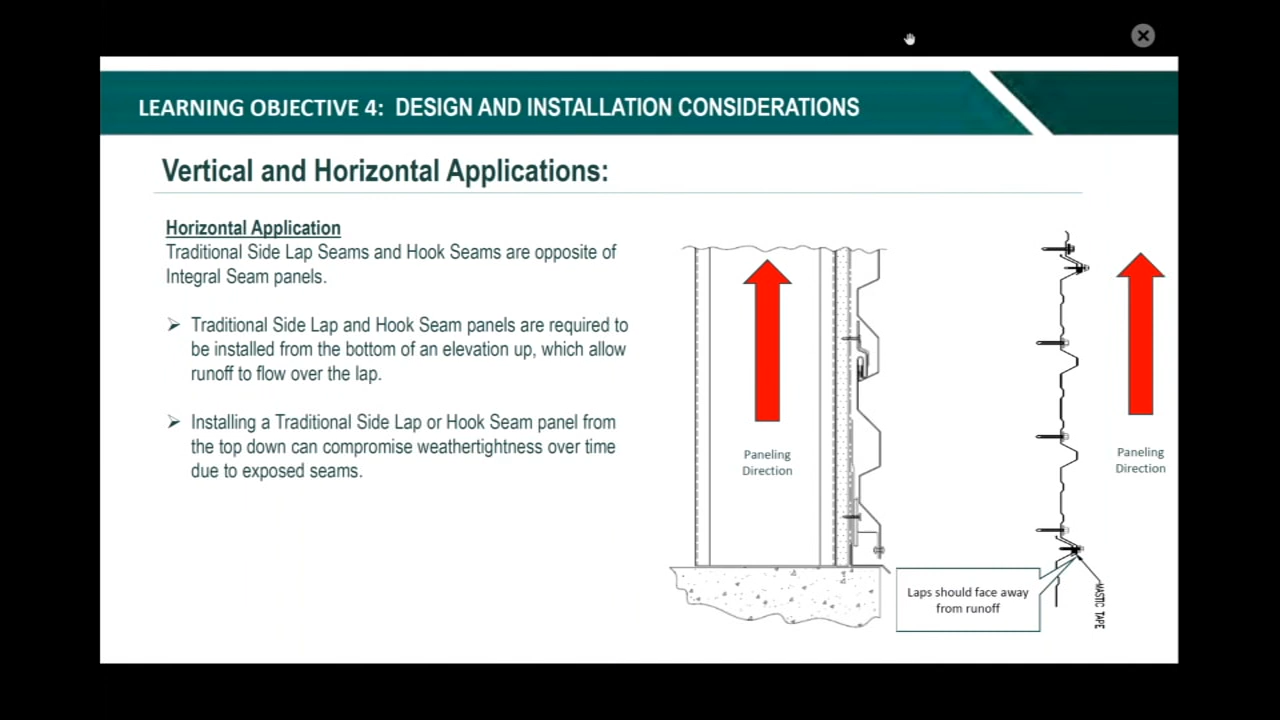 LEARNING OBJECTIVE 4: DESIGN AND INSTALLATION CONSIDERATIONS
Vertical and Horizontal Applications:
Horizontal Application
Traditional Side Lap Seams and Hook Seams are opposite of
Integral Seam panels.
➢ Traditional Side Lap and Hook Seam panels are required to
be installed from the bottom of an elevation up, which allow
runoff to flow over the lap.
➢ Installing a Traditional Side Lap or Hook Seam panel from
the top down can compromise weathertightness over time
due to exposed seams.
Paneling
Direction
Paneling
Direction
Laps should face away
from runoff
MASTIC TAPE